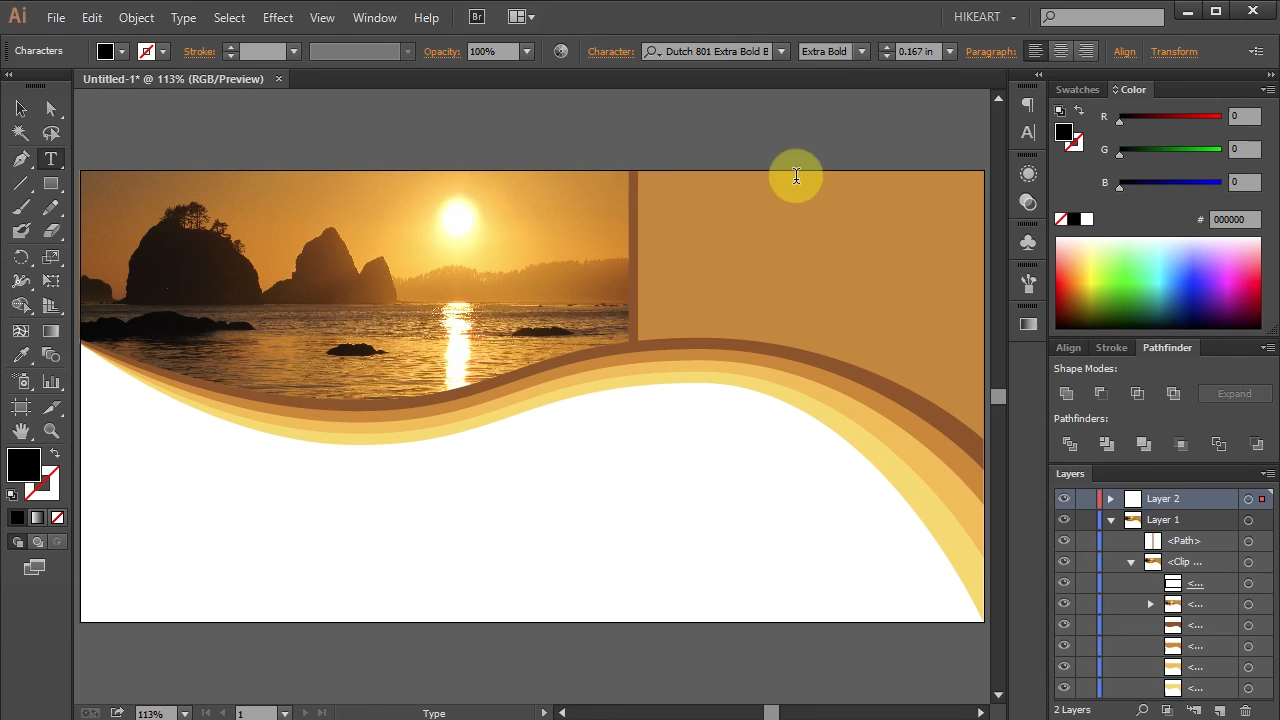 Ai File Edit Object Type Select Effect View Window Help Br HIKEART
Characters Stroke: Opacity: 100% Character: Dutch 801 Extra Bold B Extra Bold 0.167 in Paragraph: Align Transform
Untitled-1* @ 113% (RGB/Preview)
Swatches Color
R 0
G 0
B 0
# 000000
Align Stroke Pathfinder
Shape Modes:
Expand
Pathfinders:
Layers
Layer 2
Layer 1
<Path>
<Clip ...
<...
<...
<...
<...
<...
<...
2 Layers
113% 1 Type